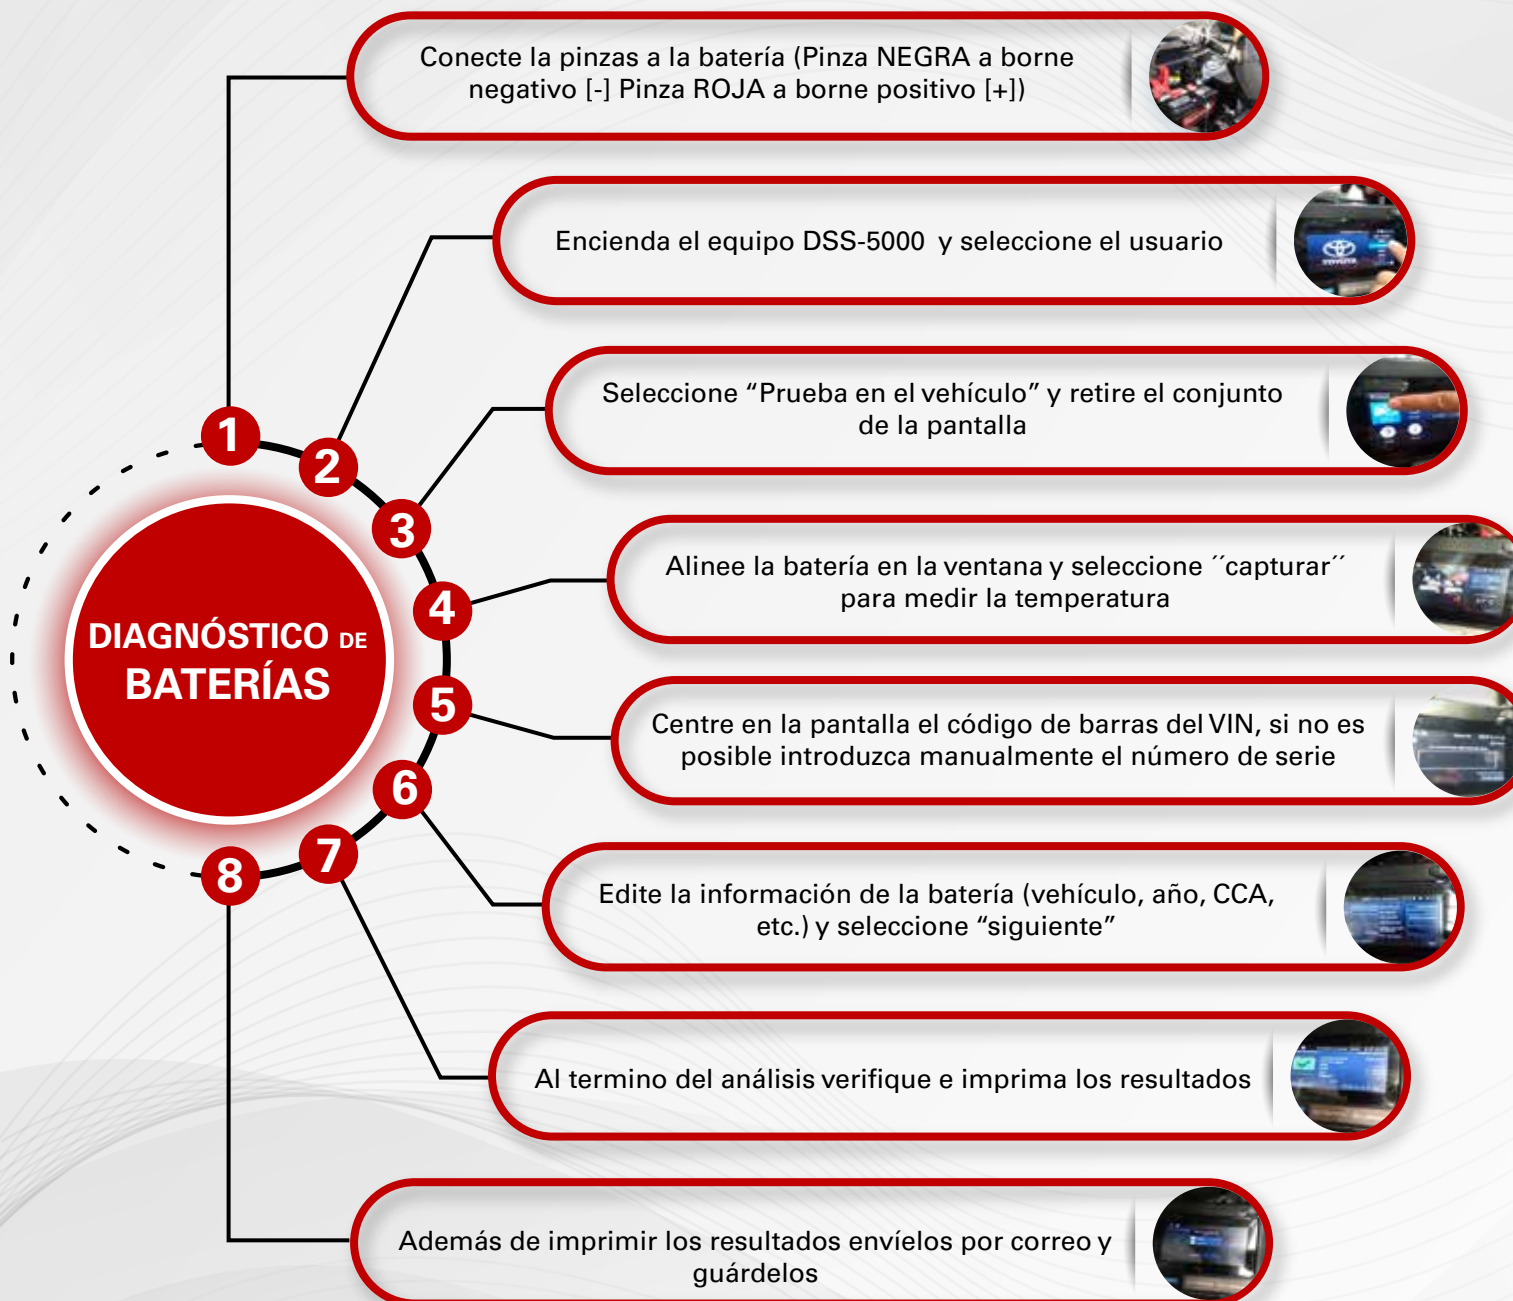 1
Conecte la pinzas a la batería (Pinza NEGRA a borne
negativo [-] Pinza ROJA a borne positivo [+])
2
Encienda el equipo DSS-5000 y seleccione el usuario
TOYOTA
3
Seleccione “Prueba en el vehículo” y retire el conjunto
de la pantalla
4
Alinee la batería en la ventana y seleccione ´´capturar´´
para medir la temperatura
DIAGNÓSTICO DE
BATERÍAS
5
Centre en la pantalla el código de barras del VIN, si no es
posible introduzca manualmente el número de serie
6
Edite la información de la batería (vehículo, año, CCA,
etc.) y seleccione “siguiente”
7
Al termino del análisis verifique e imprima los resultados
8
Además de imprimir los resultados envíelos por correo y
guárdelos